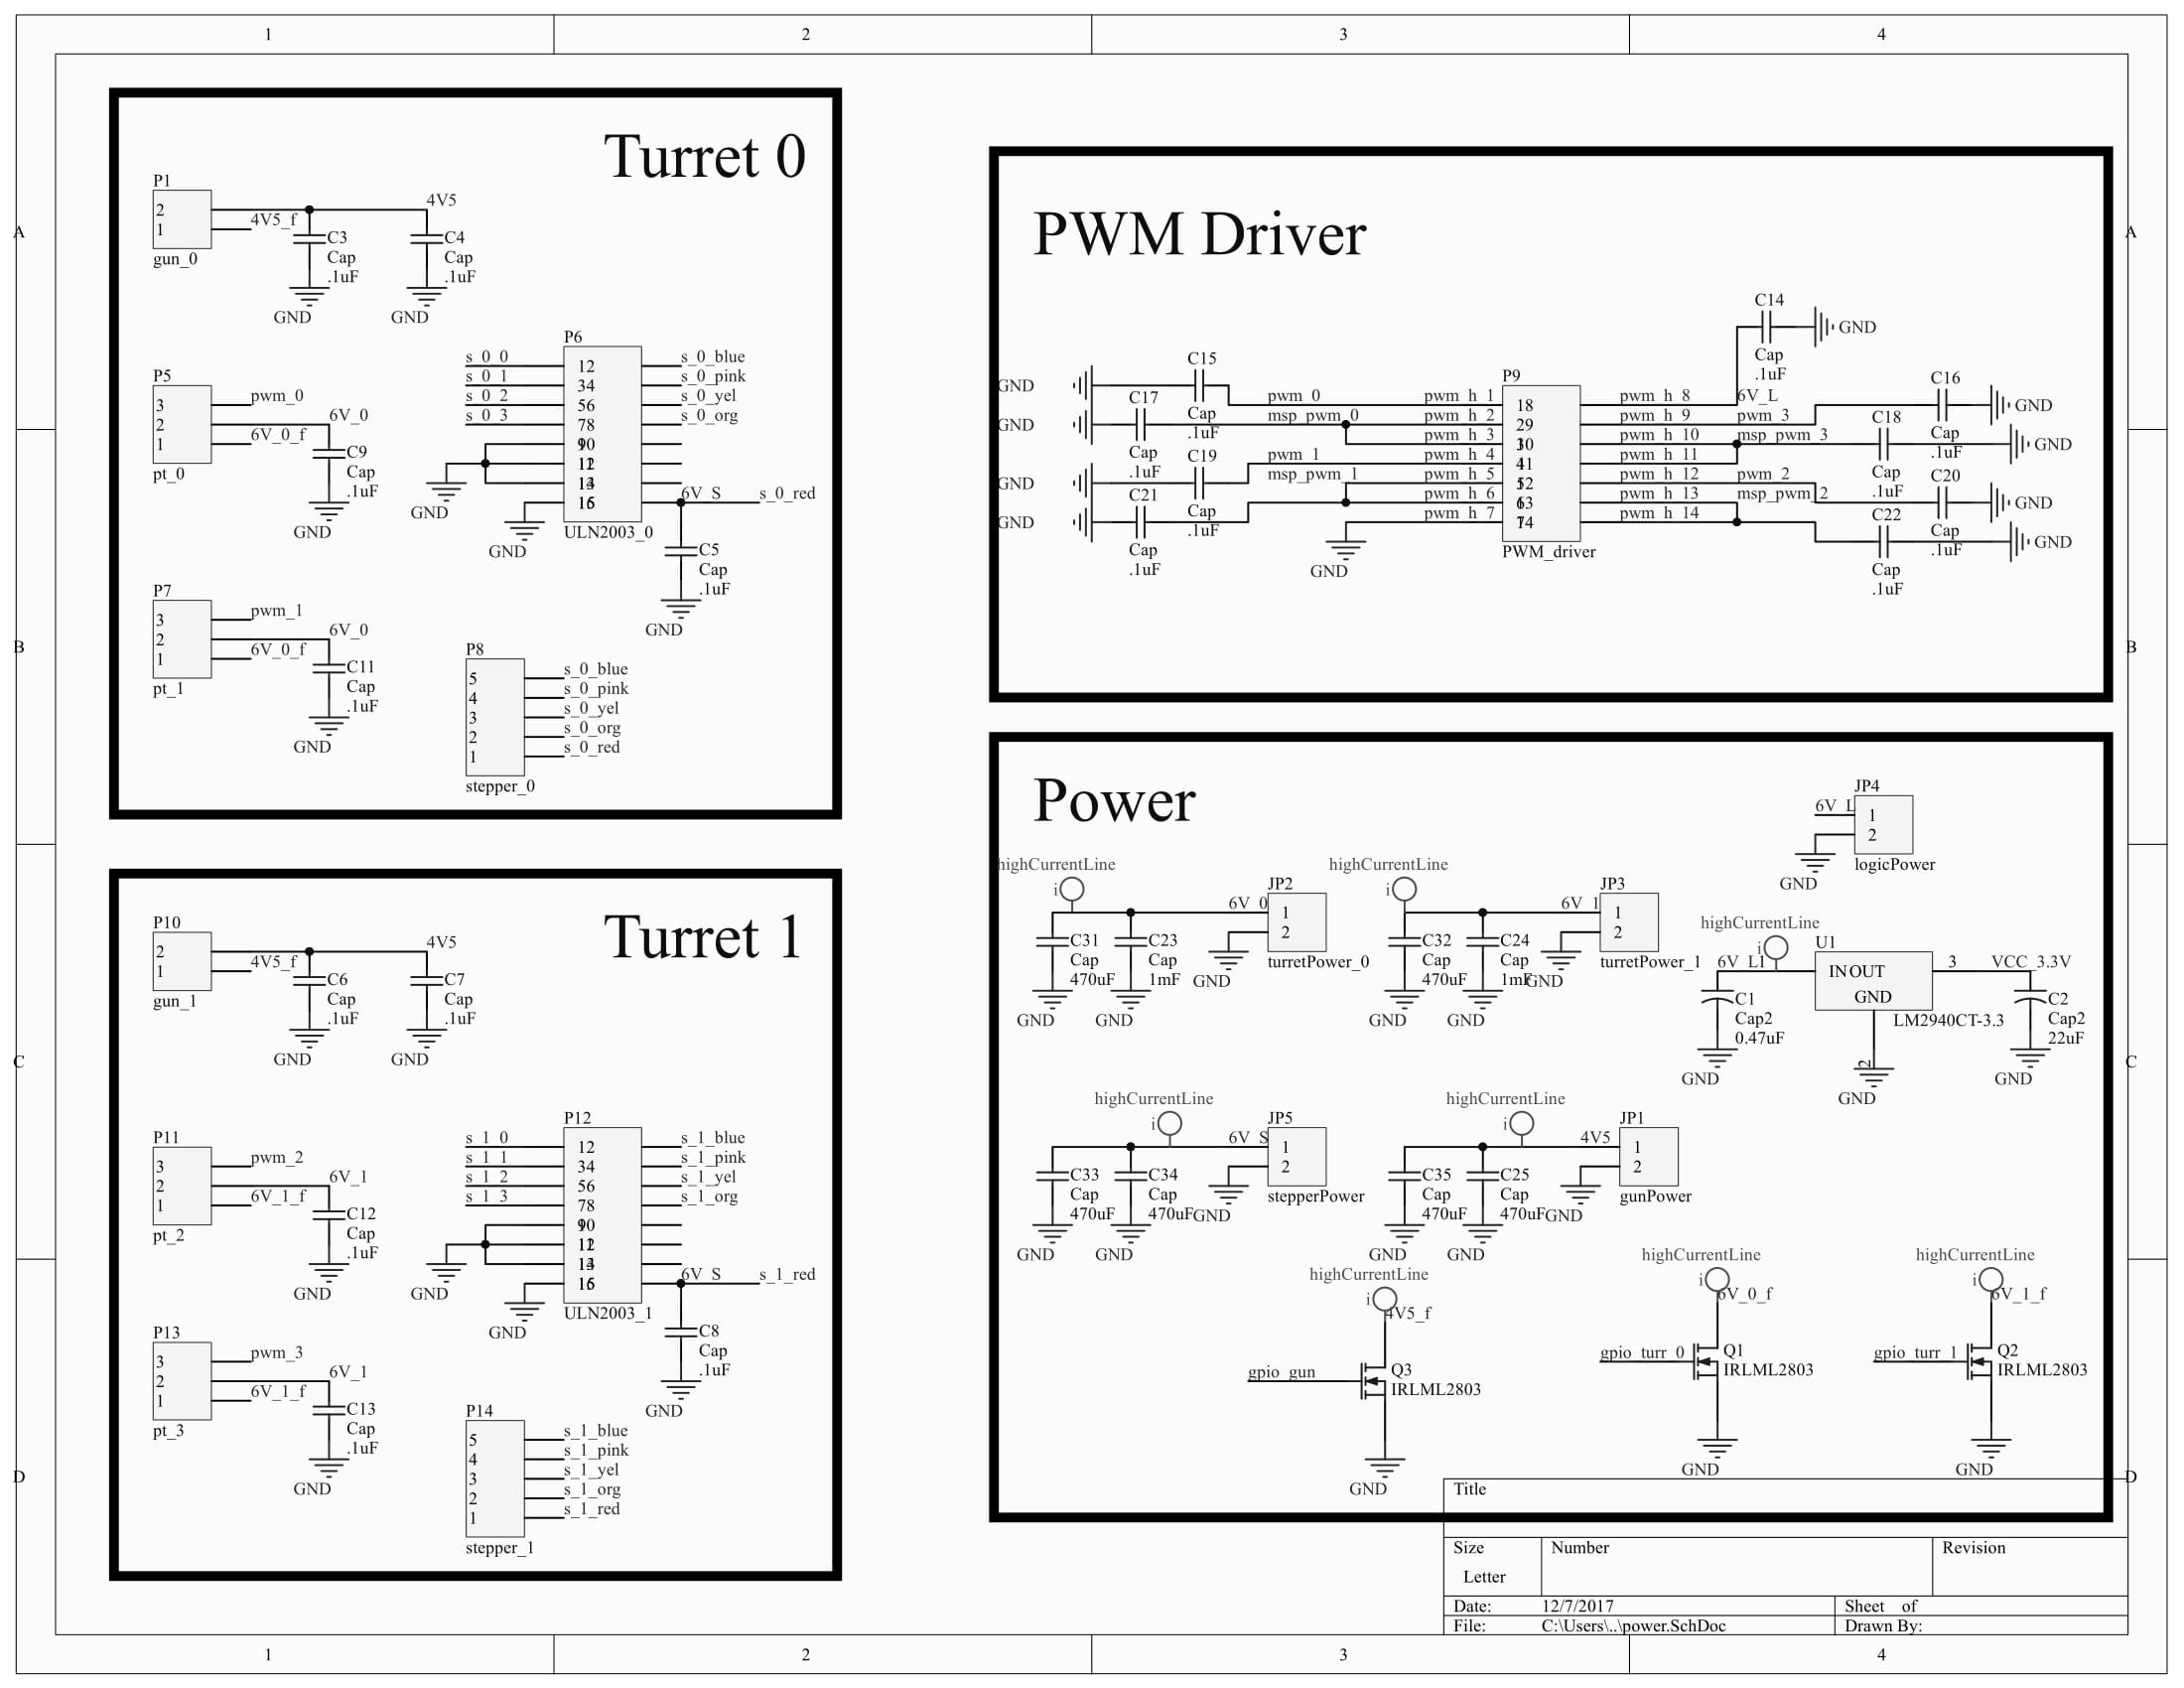 1 2 3 4
A A
B B
C C
D D
Turret 0
P1
2
1
gun_0
4V5_f
4V5
C3
Cap
.1uF
GND
C4
Cap
.1uF
GND
P5
3
2
1
pt_0
pwm_0
6V_0
6V_0_f
C9
Cap
.1uF
GND
P7
3
2
1
pt_1
pwm_1
6V_0
6V_0_f
C11
Cap
.1uF
GND
P6
s_0_0 12 s_0_blue
s_0_1 34 s_0_pink
s_0_2 56 s_0_yel
s_0_3 78 s_0_org
GND
GND
6V_S s_0_red
ULN2003_0
C5
Cap
.1uF
GND
P8
5 s_0_blue
4 s_0_pink
3 s_0_yel
2 s_0_org
1 s_0_red
stepper_0
Turret 1
P10
2
1
gun_1
4V5_f
4V5
C6
Cap
.1uF
GND
C7
Cap
.1uF
GND
P11
3
2
1
pt_2
pwm_2
6V_1
6V_1_f
C12
Cap
.1uF
GND
P13
3
2
1
pt_3
pwm_3
6V_1
6V_1_f
C13
Cap
.1uF
GND
P12
s_1_0 12 s_1_blue
s_1_1 34 s_1_pink
s_1_2 56 s_1_yel
s_1_3 78 s_1_org
GND
GND
6V_S s_1_red
ULN2003_1
C8
Cap
.1uF
GND
P14
5 s_1_blue
4 s_1_pink
3 s_1_yel
2 s_1_org
1 s_1_red
stepper_1
PWM Driver
GND
C15
Cap
.1uF
GND
C17
Cap
.1uF
GND
C19
Cap
.1uF
GND
C21
Cap
.1uF
P9
pwm_0 pwm_h_1 18 pwm_h_8 6V_L
msp_pwm_0 pwm_h_2 29 pwm_h_9 pwm_3
pwm_h_3 pwm_h_10 msp_pwm_3
pwm_1 pwm_h_4 pwm_h_11
msp_pwm_1 pwm_h_5 pwm_h_12 pwm_2
pwm_h_6 pwm_h_13 msp_pwm_2
pwm_h_7 pwm_h_14
GND
PWM_driver
C14
Cap
.1uF
GND
C16
Cap
.1uF
GND
C18
Cap
.1uF
GND
C20
Cap
.1uF
GND
C22
Cap
.1uF
GND
Power
JP4
6V_L 1
2
GND
logicPower
highCurrentLine
i
C31
Cap
470uF
GND
C23
Cap
1mF
GND
JP2
6V_0 1
2
GND
turretPower_0
highCurrentLine
i
C32
Cap
470uF
GND
C24
Cap
1mF
GND
JP3
6V_1 1
2
GND
turretPower_1
highCurrentLine
i
6V_L1
U1
IN OUT
GND
3
2
VCC_3.3V
LM2940CT-3.3
C1
Cap2
0.47uF
GND
GND
C2
Cap2
22uF
GND
highCurrentLine
i
C33
Cap
470uF
GND
C34
Cap
470uF
GND
JP5
6V_S 1
2
GND
stepperPower
highCurrentLine
i
C35
Cap
470uF
GND
C25
Cap
470uF
GND
JP1
4V5 1
2
GND
gunPower
highCurrentLine
i
4V5_f
gpio_gun
Q3
IRLML2803
GND
highCurrentLine
i
6V_0_f
gpio_turr_0
Q1
IRLML2803
GND
highCurrentLine
i
6V_1_f
gpio_turr_1
Q2
IRLML2803
GND
Title
Size Number Revision
Letter
Date: 12/7/2017 Sheet of
File: C:\Users\..\power.SchDoc Drawn By:
1 2 3 4